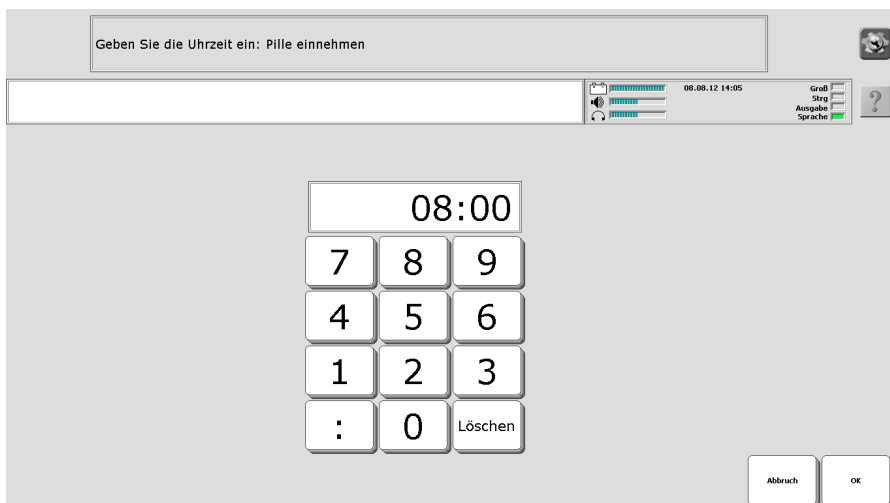 Geben Sie die Uhrzeit ein: Pille einnehmen
08.08.12 14:05
Groß
Strg
Ausgabe
Sprache
?
08:00
7 8 9
4 5 6
1 2 3
: 0 Löschen
Abbruch OK